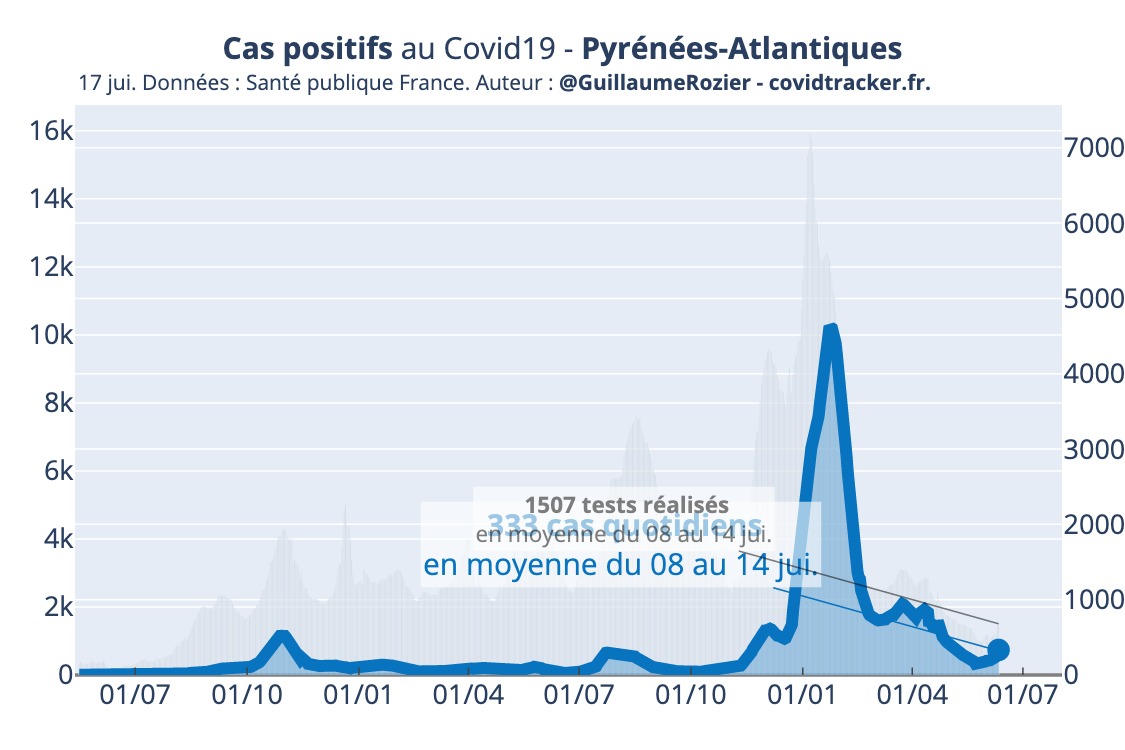 Cas positifs au Covid19 - Pyrénées-Atlantiques
17 jui. Données : Santé publique France. Auteur : @GuillaumeRozier - covidtracker.fr.
16k
14k
12k
10k
8k
6k
4k
2k
0
7000
6000
5000
4000
3000
2000
1000
0
1507 tests réalisés
333 cas quotidiens
en moyenne du 08 au 14 jui.
en moyenne du 08 au 14 jui.
01/07 01/10 01/01 01/04 01/07 01/10 01/01 01/04 01/07